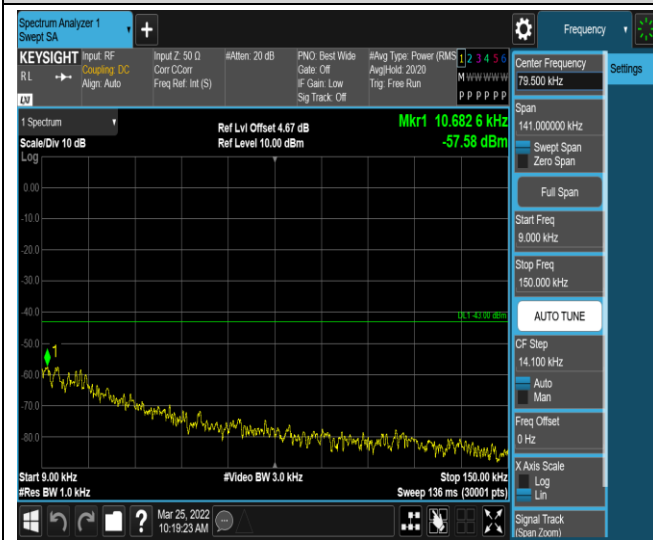 Spectrum Analyzer 1
Swept SA
+
Frequency
KEYSIGHT
RL
LXI
Input: RF
Coupling: DC
Align: Auto
Input Z: 50 Ω
Corr CCorr
Freq Ref: Int (S)
#Atten: 20 dB
PNO: Best Wide
Gate: Off
IF Gain: Low
Sig Track: Off
#Avg Type: Power (RMS
Avg|Hold: 20/20
Trig: Free Run
1 2 3 4 5 6
M W W W W W
P P P P P P
1 Spectrum
Scale/Div 10 dB
Log
Ref Lvl Offset 4.67 dB
Ref Level 10.00 dBm
Mkr1 10.682 6 kHz
-57.58 dBm
0.00
-10.0
-20.0
-30.0
-40.0
-50.0
-60.0
-70.0
-80.0
DL1 -43.00 dBm
1
Start 9.00 kHz
#Res BW 1.0 kHz
#Video BW 3.0 kHz
Stop 150.00 kHz
Sweep 136 ms (30001 pts)
?
Mar 25, 2022
10:19:23 AM
Center Frequency
79.500 kHz
Settings
Span
141.000000 kHz
Swept Span
Zero Span
Full Span
Start Freq
9.000 kHz
Stop Freq
150.000 kHz
AUTO TUNE
CF Step
14.100 kHz
Auto
Man
Freq Offset
0 Hz
X Axis Scale
Log
Lin
Signal Track
(Span Zoom)